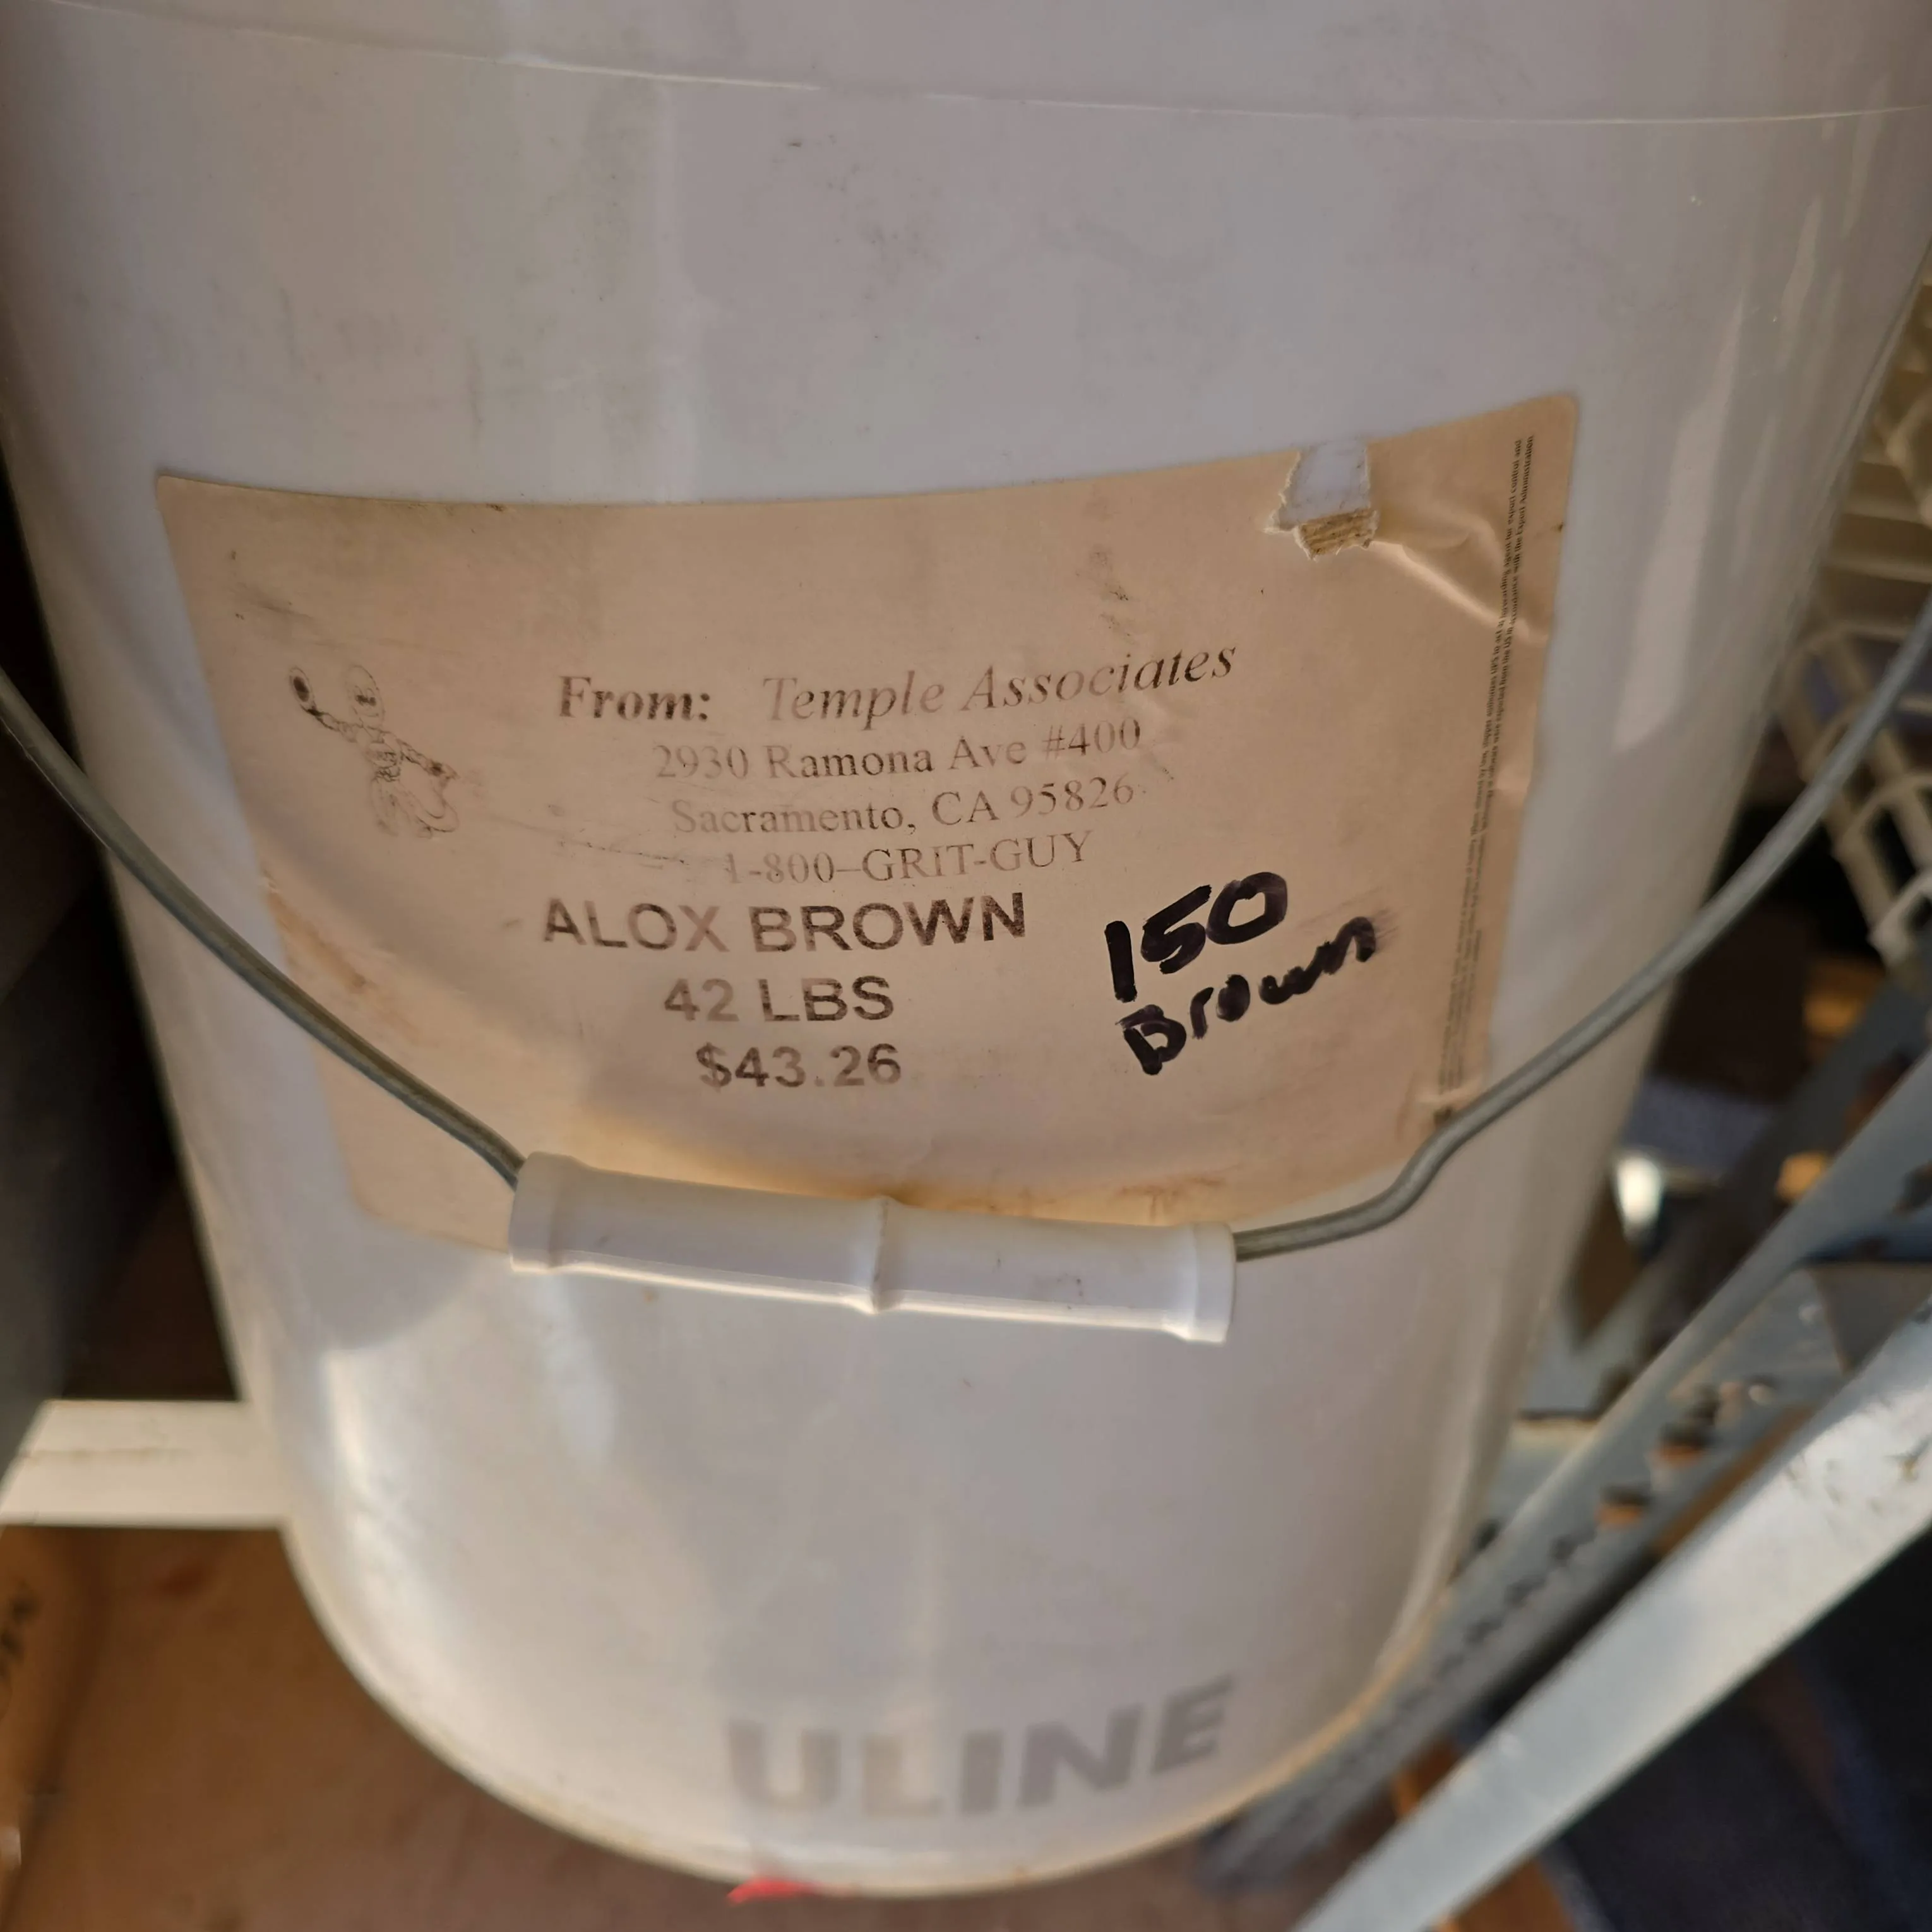 From: Temple Associates
2930 Ramona Ave #400
Sacramento, CA 95826
1-800-GRIT-GUY
ALOX BROWN
42 LBS
$43.26
150
Brown
ULINE